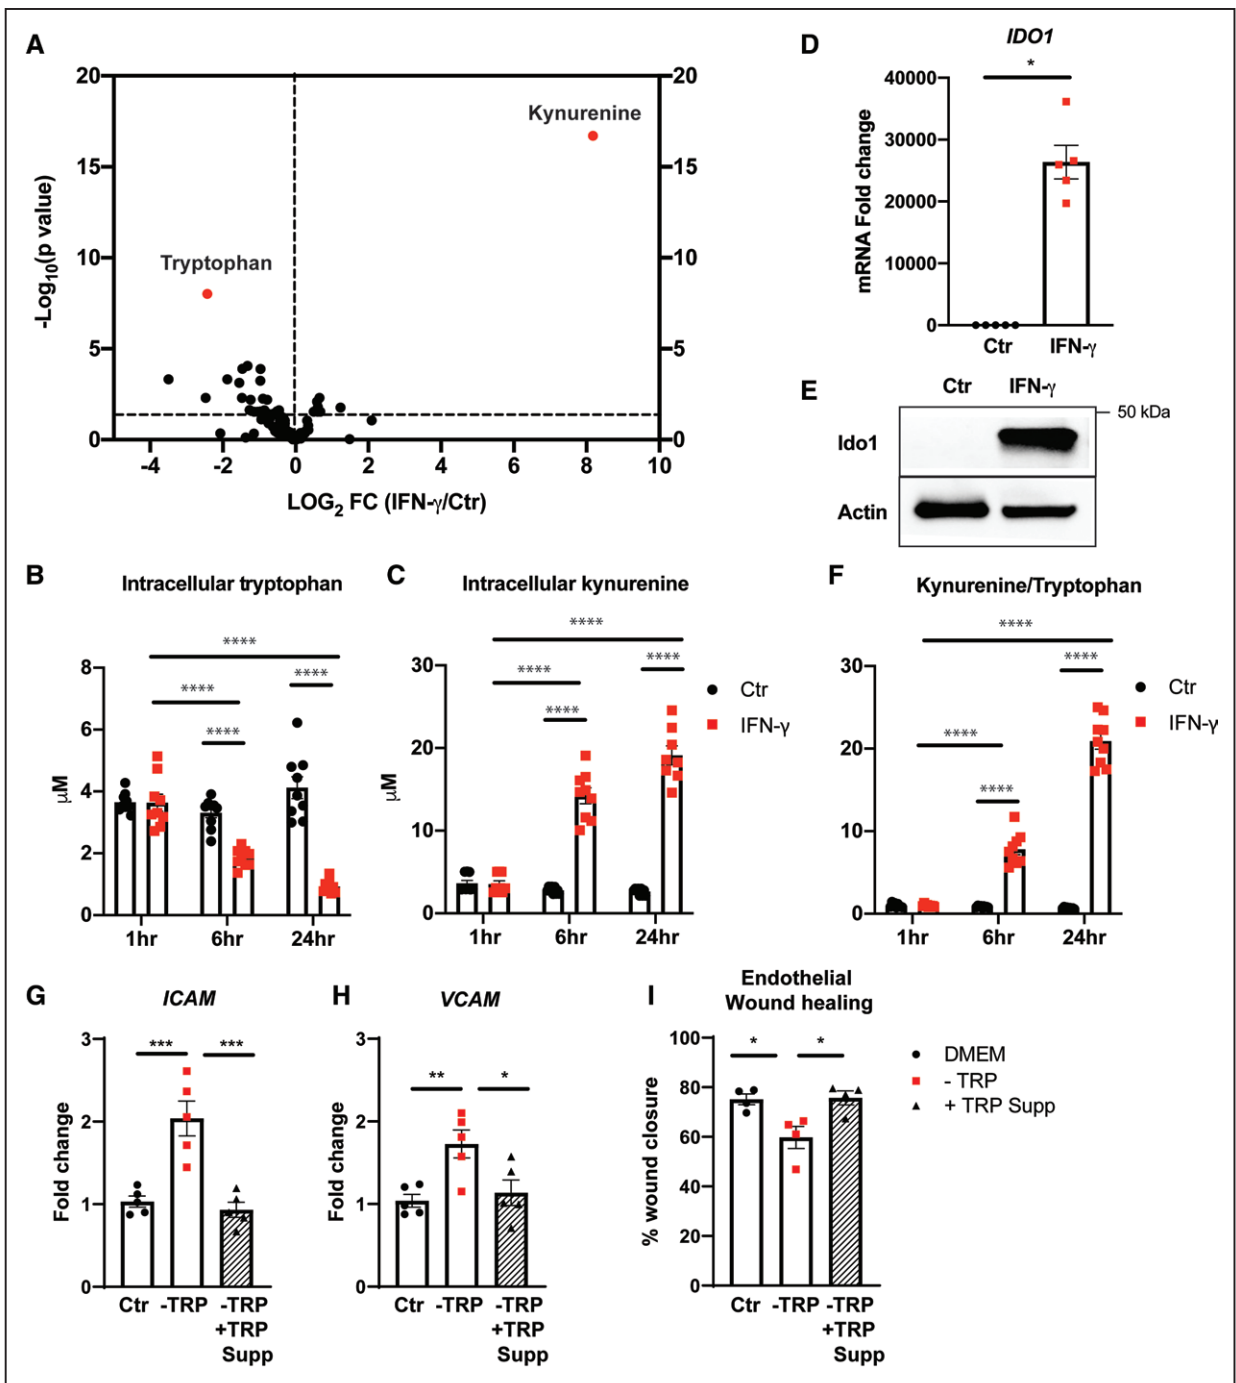 A
20
15
10
5
0
20
15
10
5
0
-Log10(p value)
Kynurenine
Tryptophan
-4 -2 0 2 4 6 8 10
LOG2 FC (IFN-γ/Ctr)
D
IDO1
*
40000
30000
20000
10000
0
mRNA Fold change
Ctr IFN-γ
E
Ctr IFN-γ
50 kDa
Ido1
Actin
B
Intracellular tryptophan
****
****
****
****
8
6
4
2
0
μM
1hr 6hr 24hr
C
Intracellular kynurenine
****
****
****
****
30
20
10
0
μM
1hr 6hr 24hr
Ctr
IFN-γ
F
Kynurenine/Tryptophan
****
****
****
****
30
20
10
0
1hr 6hr 24hr
Ctr
IFN-γ
G
ICAM
*** ***
3
2
1
0
Fold change
Ctr -TRP -TRP
+TRP
Supp
H
VCAM
** *
3
2
1
0
Fold change
Ctr -TRP -TRP
+TRP
Supp
I
Endothelial
Wound healing
* *
100
80
60
40
20
0
% wound closure
Ctr -TRP -TRP
+TRP
Supp
DMEM
- TRP
+ TRP Supp